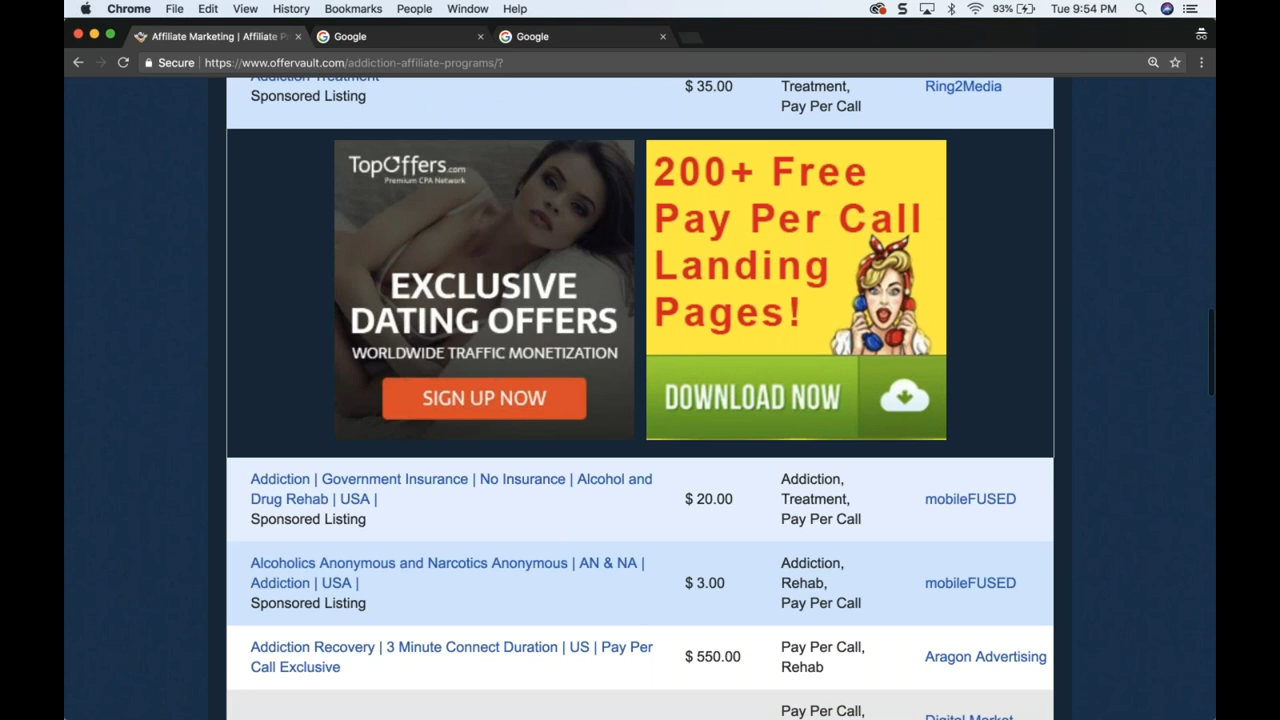 Chrome File Edit View History Bookmarks People Window Help 93% Tue 9:54 PM
Affiliate Marketing | Affiliate Pr Google Google
Secure https://www.offervault.com/addiction-affiliate-programs/?
Addiction Treatment
Sponsored Listing
$ 35.00
Treatment,
Pay Per Call
Ring2Media
TopOffers.com
Premium CPA Network
EXCLUSIVE
DATING OFFERS
WORLDWIDE TRAFFIC MONETIZATION
SIGN UP NOW
200+ Free
Pay Per Call
Landing
Pages!
DOWNLOAD NOW
Addiction | Government Insurance | No Insurance | Alcohol and
Drug Rehab | USA |
Sponsored Listing
$ 20.00
Addiction,
Treatment,
Pay Per Call
mobileFUSED
Alcoholics Anonymous and Narcotics Anonymous | AN & NA |
Addiction | USA |
Sponsored Listing
$ 3.00
Addiction,
Rehab,
Pay Per Call
mobileFUSED
Addiction Recovery | 3 Minute Connect Duration | US | Pay Per
Call Exclusive
$ 550.00
Pay Per Call,
Rehab
Aragon Advertising
Pay Per Call,
Digital Market